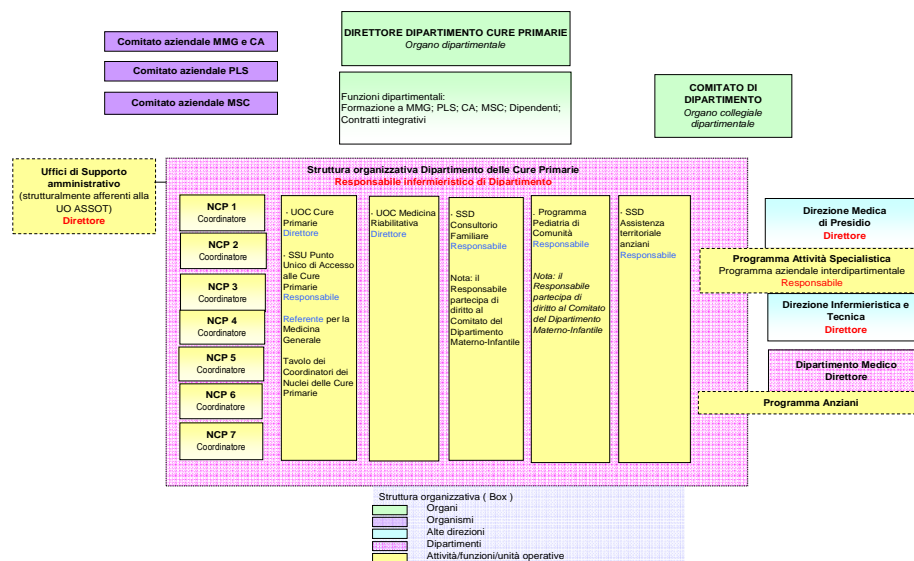 Comitato aziendale MMG e CA
Comitato aziendale PLS
Comitato aziendale MSC
DIRETTORE DIPARTIMENTO CURE PRIMARIE
Organo dipartimentale
Funzioni dipartimentali:
Formazione a MMG; PLS; CA; MSC; Dipendenti;
Contratti integrativi
COMITATO DI
DIPARTIMENTO
Organo collegiale
dipartimentale
Uffici di Supporto
amministrativo
(strutturalmente afferenti alla
UO ASSOT)
Direttore
Struttura organizzativa Dipartimento delle Cure Primarie
Responsabile infermieristico di Dipartimento
NCP 1
Coordinatore
NCP 2
Coordinatore
NCP 3
Coordinatore
NCP 4
Coordinatore
NCP 5
Coordinatore
NCP 6
Coordinatore
NCP 7
Coordinatore
- UOC Cure
Primarie
Direttore
- SSU Punto
Unico di Accesso
alle Cure
Primarie
Responsabile
Referente per la
Medicina
Generale
Tavolo dei
Coordinatori dei
Nuclei delle Cure
Primarie
- UOC Medicina
Riabilitativa
Direttore
- SSD
Consultorio
Familiare
Responsabile
Nota: il
Responsabile
partecipa di
diritto al
Comitato del
Dipartimento
Materno-Infantile
. Programma
Pediatria di
Comunità
Responsabile
Nota: il
Responsabile
partecipa di
diritto al Comitato
del Dipartimento
Materno-Infantile
- SSD
Assistenza
territoriale
anziani
Responsabile
Direzione Medica
di Presidio
Direttore
Programma Attività Specialistica
Programma aziendale interdipartimentale
Responsabile
Direzione Infermieristica e
Tecnica
Direttore
Dipartimento Medico
Direttore
Programma Anziani
Struttura organizzativa ( Box )
Organi
Organismi
Alte direzioni
Dipartimenti
Attività/funzioni/unità operative